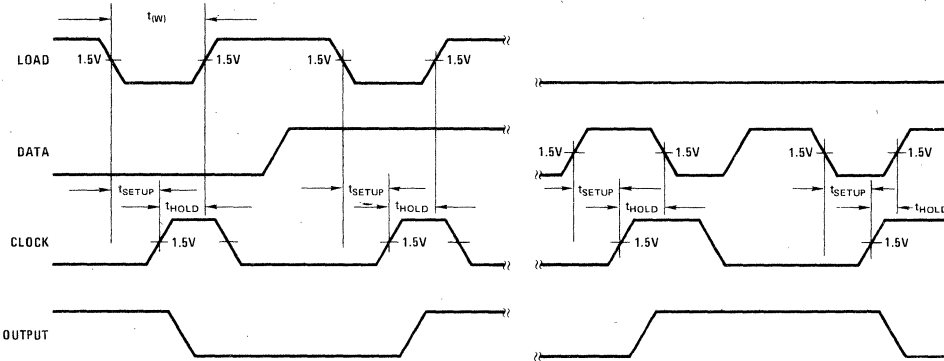 t(W)
LOAD 1.5V 1.5V 1.5V 1.5V
DATA 1.5V 1.5V 1.5V 1.5V
tSETUP tSETUP tSETUP tSETUP
tHOLD tHOLD tHOLD tHOLD
CLOCK 1.5V 1.5V 1.5V 1.5V
OUTPUT